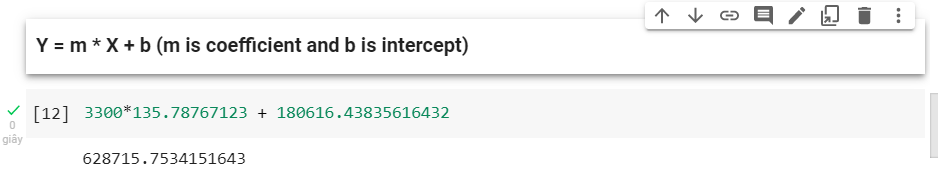 Y = m * X + b (m is coefficient and b is intercept)
[12] 3300*135.78767123 + 180616.43835616432
0
giây
628715.7534151643